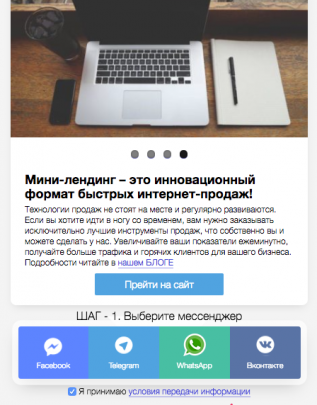 Мини-лендинг – это инновационный
формат быстрых интернет-продаж!
Технологии продаж не стоят на месте и регулярно развиваются.
Если вы хотите идти в ногу со временем, вам нужно заказывать
исключительно лучшие инструменты продаж, что собственно вы и
можете сделать у нас. Увеличивайте ваши показатели ежеминутно,
получайте больше трафика и горячих клиентов для вашего бизнеса.
Подробности читайте в нашем БЛОГЕ
Прейти на сайт
ШАГ - 1. Выберите мессенджер
Facebook Telegram WhatsApp Вконтакте
Я принимаю условия передачи информации